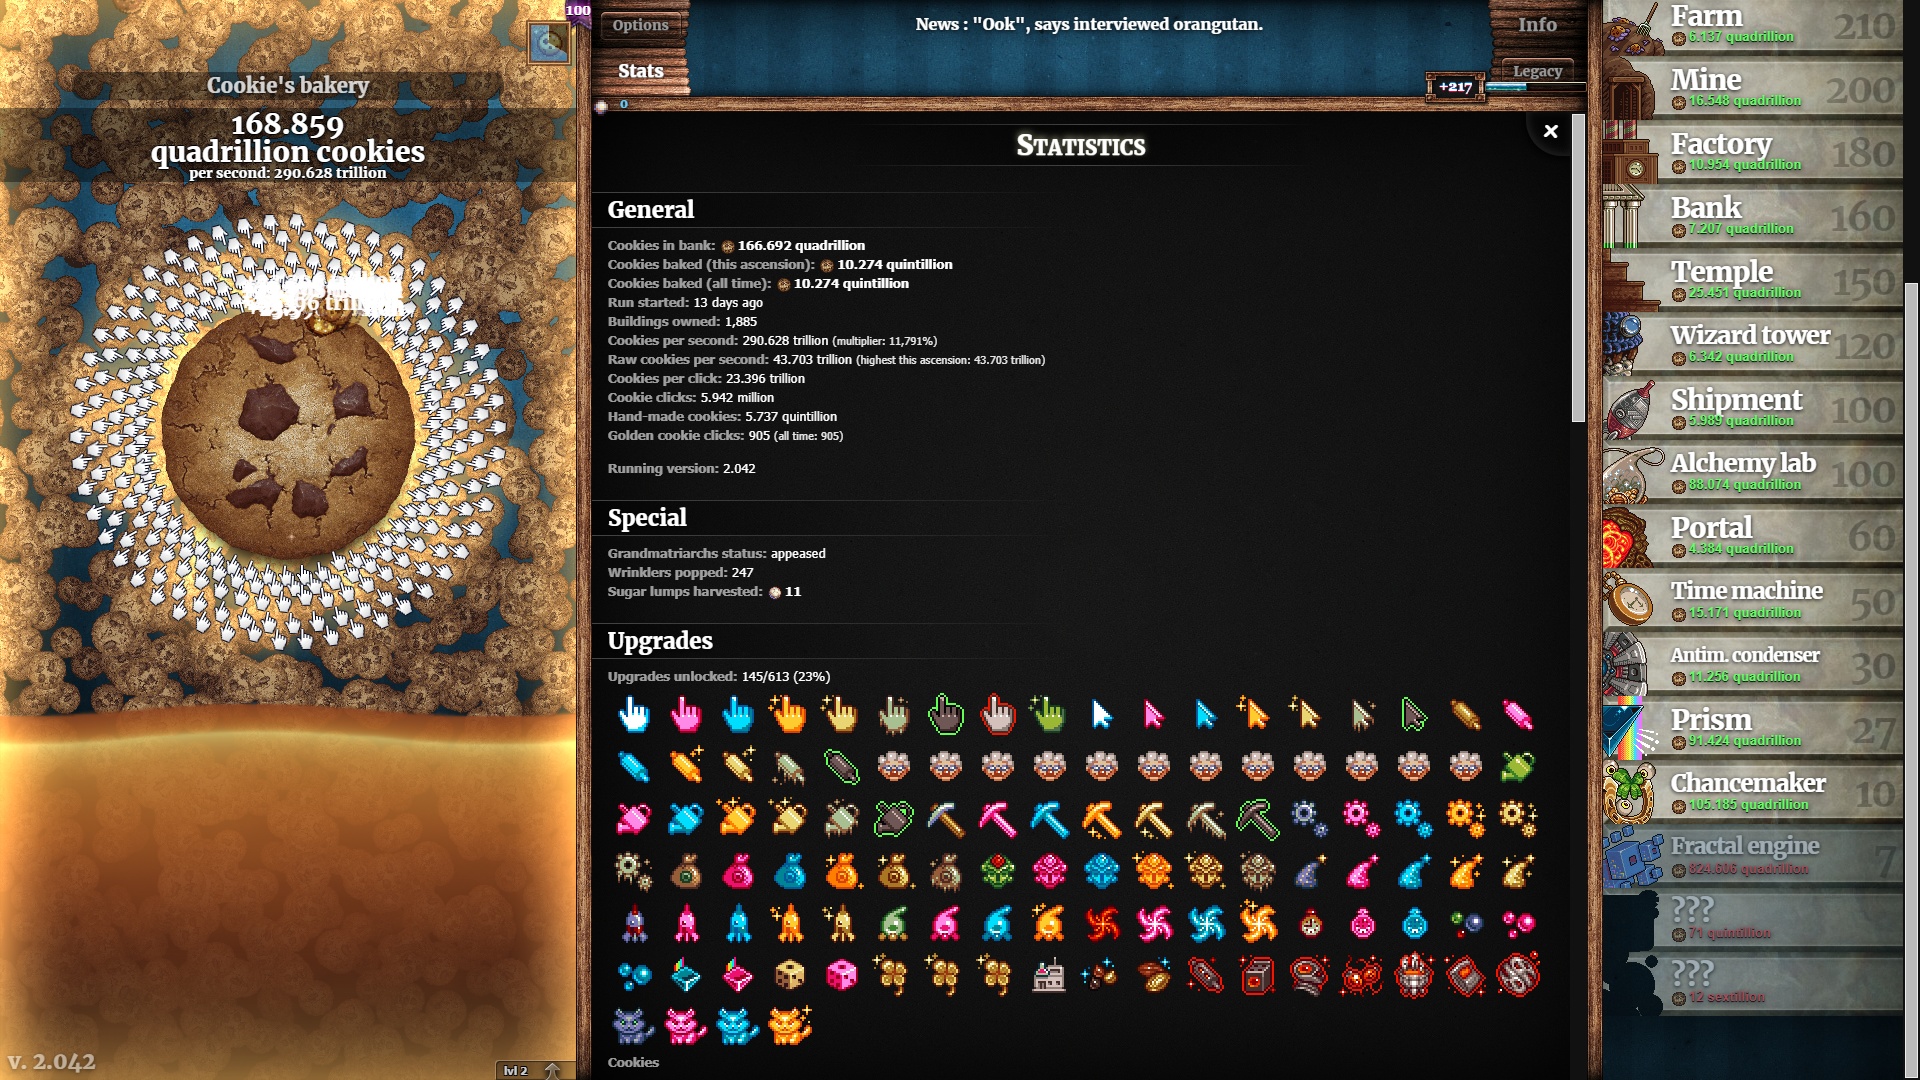 100
Cookie's bakery
168.859
quadrillion cookies
per second: 290.628 trillion
v. 2.042
lvl 2
Options
Stats
News : "Ook", says interviewed orangutan.
Info
Legacy
+217
0
Statistics
General
Cookies in bank: 166.692 quadrillion
Cookies baked (this ascension): 10.274 quintillion
Cookies baked (all time): 10.274 quintillion
Run started: 13 days ago
Buildings owned: 1,885
Cookies per second: 290.628 trillion (multiplier: 11,791%)
Raw cookies per second: 43.703 trillion (highest this ascension: 43.703 trillion)
Cookies per click: 23.396 trillion
Cookie clicks: 5.942 million
Hand-made cookies: 5.737 quintillion
Golden cookie clicks: 905 (all time: 905)
Running version: 2.042
Special
Grandmatriarchs status: appeased
Wrinklers popped: 247
Sugar lumps harvested: 11
Upgrades
Upgrades unlocked: 145/613 (23%)
Cookies
Farm 210
6.137 quadrillion
Mine 200
16.548 quadrillion
Factory 180
10.954 quadrillion
Bank 160
7.207 quadrillion
Temple 150
25.451 quadrillion
Wizard tower 120
6.342 quadrillion
Shipment 100
5.989 quadrillion
Alchemy lab 100
88.074 quadrillion
Portal 60
4.384 quadrillion
Time machine 50
15.171 quadrillion
Antim. condenser 30
11.256 quadrillion
Prism 27
91.424 quadrillion
Chancemaker 10
105.185 quadrillion
Fractal engine 7
824.606 quadrillion
???
71 quintillion
???
12 sextillion